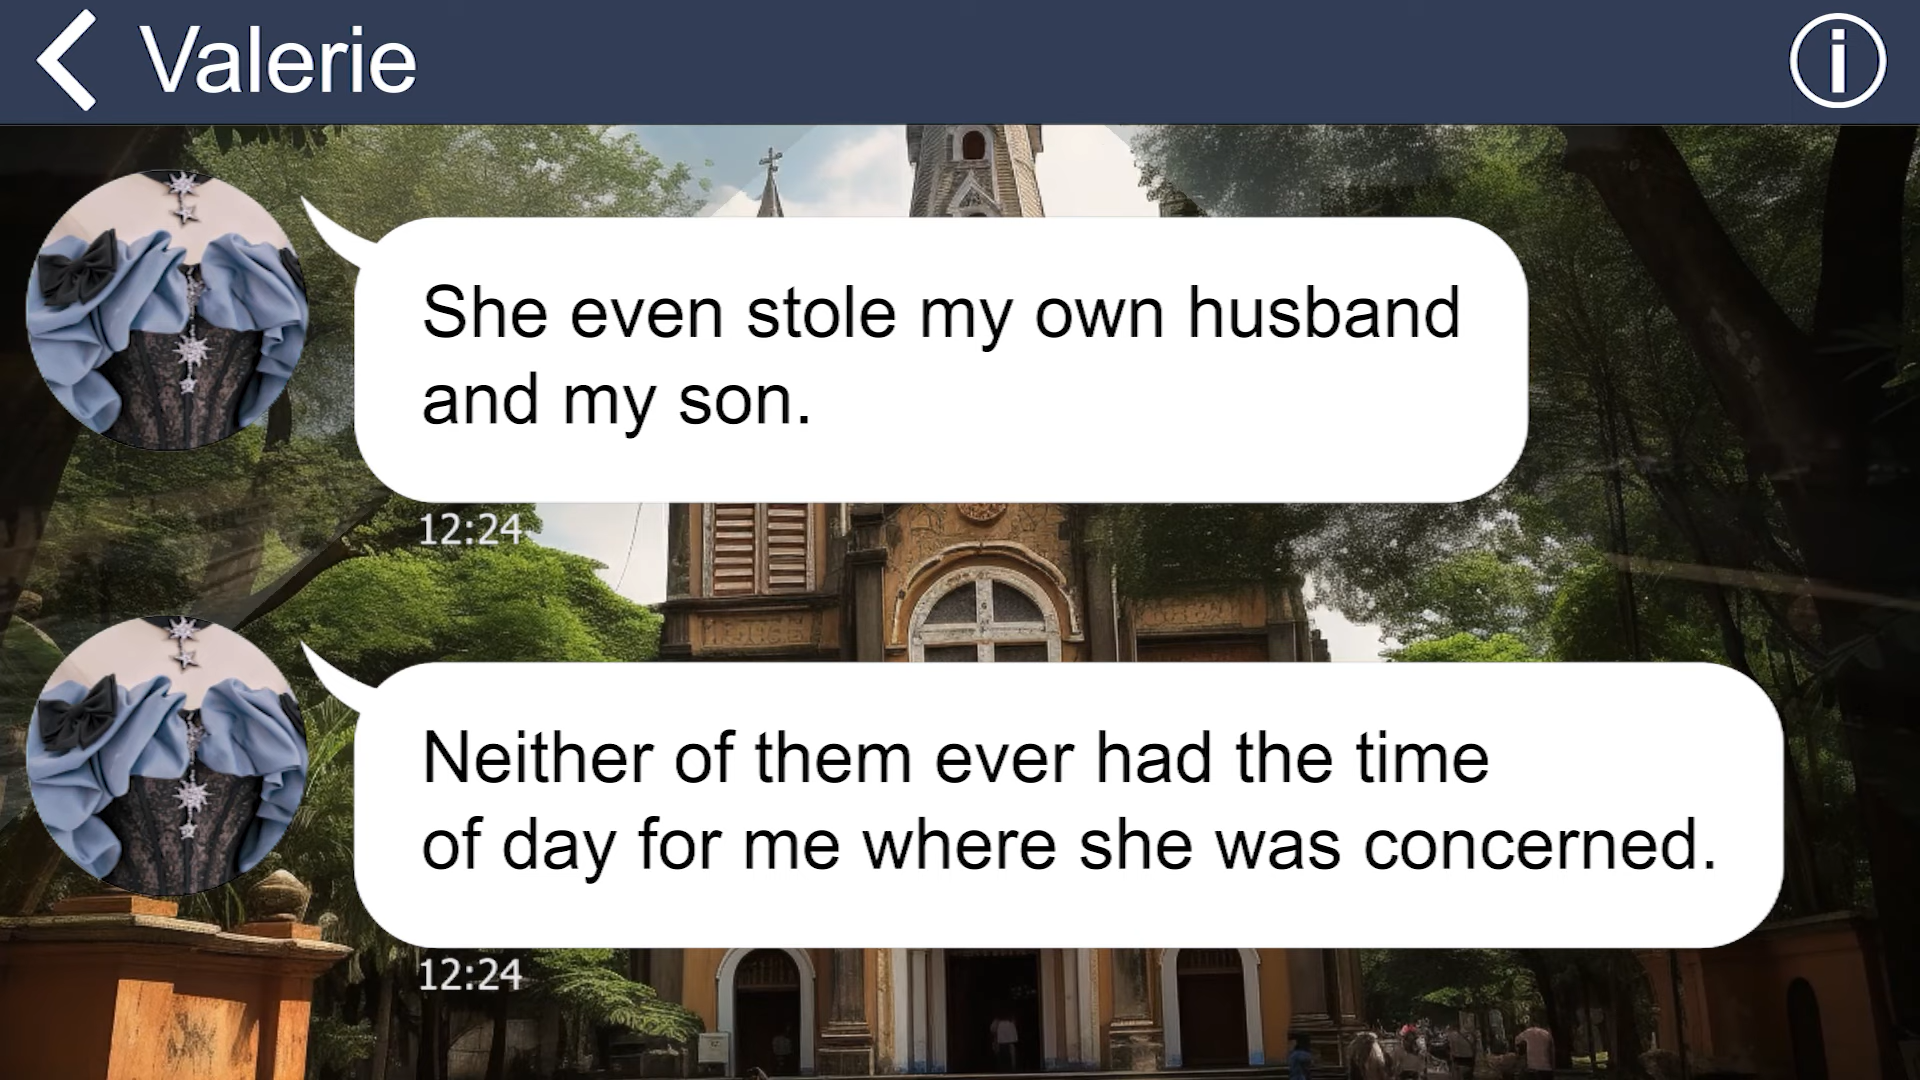 Valerie
She even stole my own husband
and my son.
12:24
Neither of them ever had the time
of day for me where she was concerned.
12:24